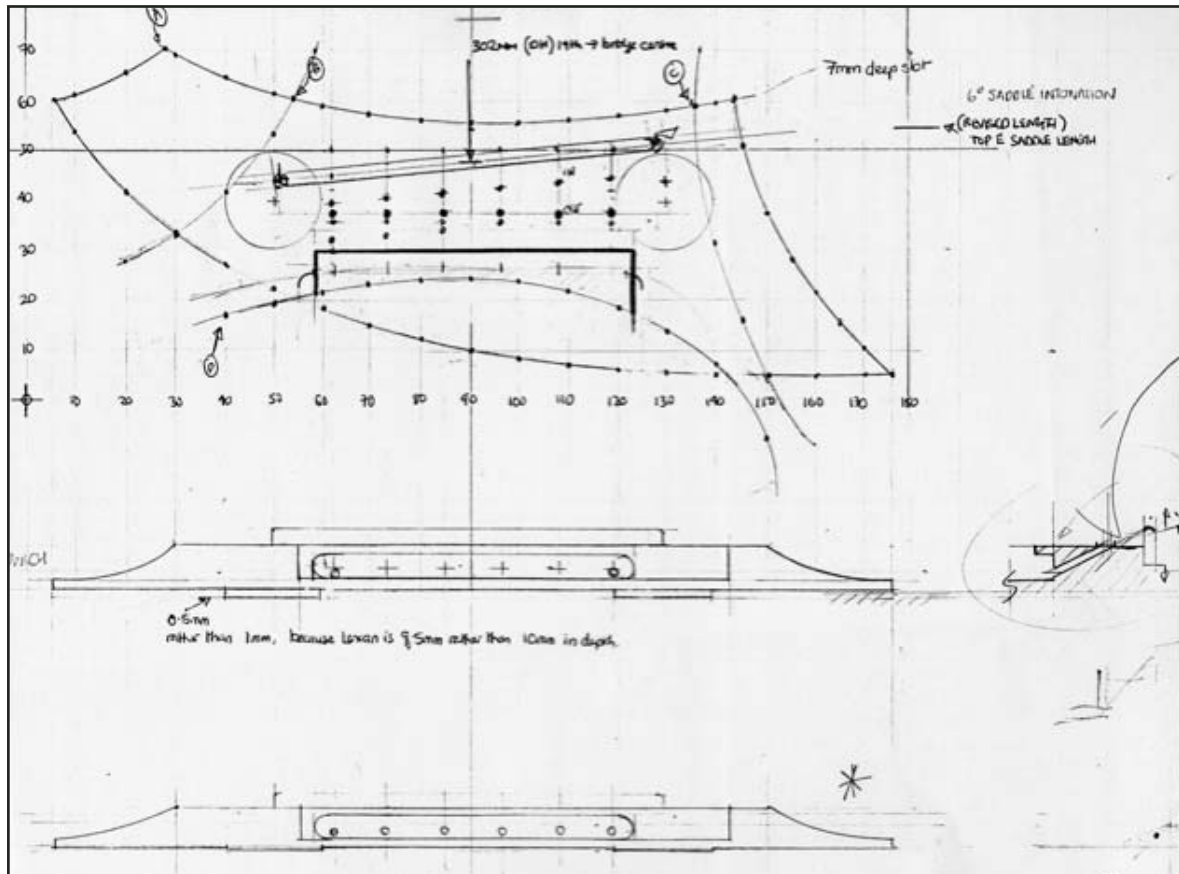 A
70
302mm (OH) 19th → bridge centre
B
C
7mm deep slot
60
6° SADDLE INTONATION
(REVISED LENGTH)
TOP E SADDLE LENGTH
50
40
30
20
10
D
10 20 30 40 50 60 70 80 90 100 110 120 130 140 150 160 170 180
0.5mm
rather than 1mm, because Lexan is 9.5mm rather than 10mm in depth.